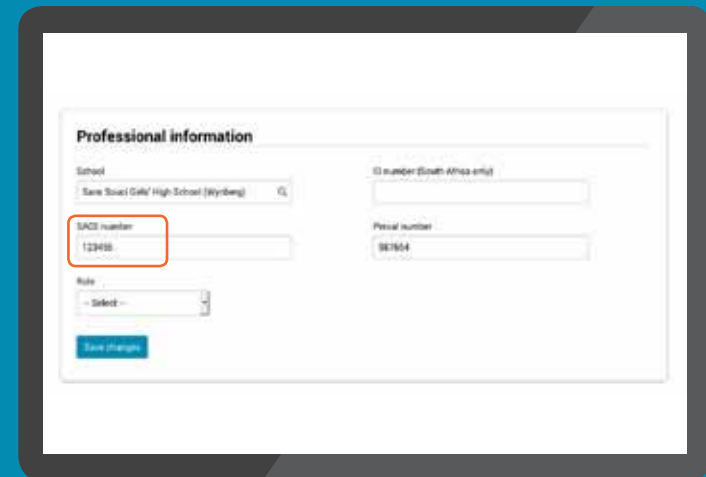 Professional information
School
ID number (South Africa only)
Sans Souci Girls' High School (Wynberg)
SACE number
Persal number
123456
987654
Role
-- Select --
Save changes